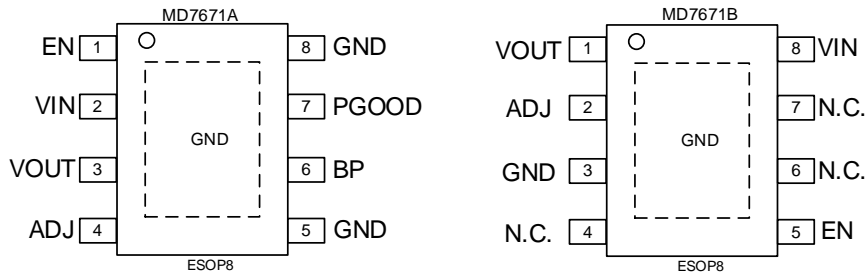 MD7671A
EN 1 8 GND
VIN 2 7 PGOOD
GND
VOUT 3 6 BP
ADJ 4 5 GND
ESOP8
MD7671B
VOUT 1 8 VIN
ADJ 2 7 N.C.
GND
GND 3 6 N.C.
N.C. 4 5 EN
ESOP8